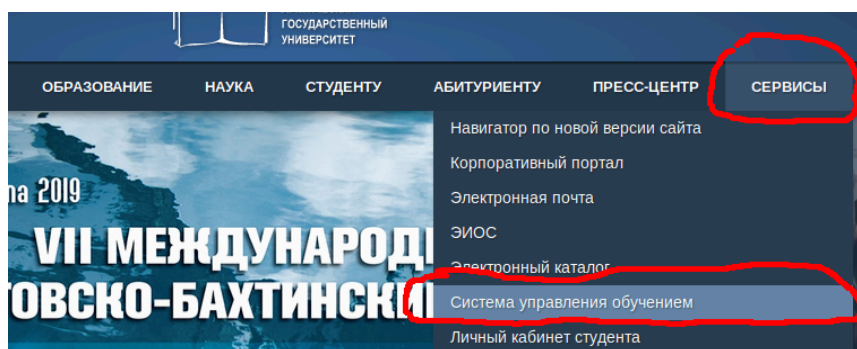 ГОСУДАРСТВЕННЫЙ
УНИВЕРСИТЕТ
ОБРАЗОВАНИЕ НАУКА СТУДЕНТУ АБИТУРИЕНТУ ПРЕСС-ЦЕНТР СЕРВИСЫ
Навигатор по новой версии сайта
Корпоративный портал
Электронная почта
ЭИОС
Электронный каталог
Система управления обучением
Личный кабинет студента
2019
VII МЕЖДУНАРОД
ТОВСКО-БАХТИНСКИ